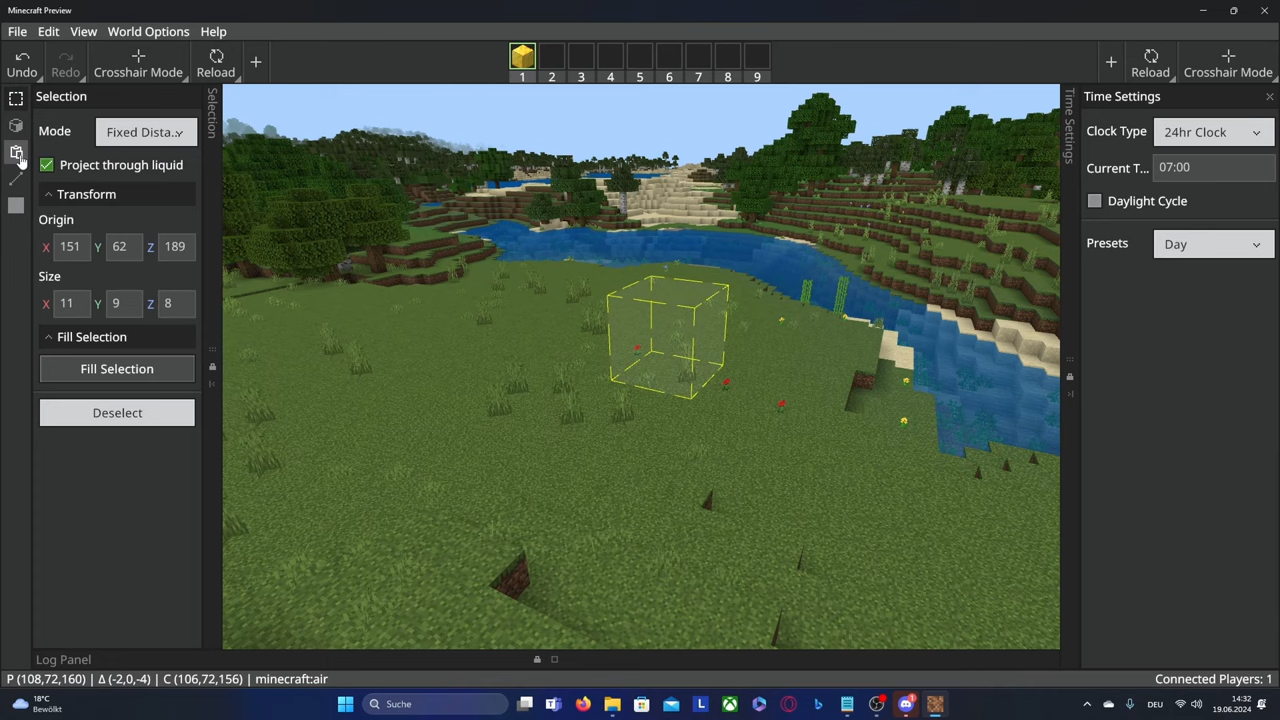 Minecraft Preview
File Edit View World Options Help
Undo Redo Crosshair Mode Reload + + Reload Crosshair Mode
1 2 3 4 5 6 7 8 9
Selection
Mode Fixed Dista...
Project through liquid
Transform
Origin
X 151 Y 62 Z 189
Size
X 11 Y 9 Z 8
Fill Selection
Fill Selection
Deselect
Selection
Time Settings
Time Settings
Clock Type 24hr Clock
Current T... 07:00
Daylight Cycle
Presets Day
Log Panel
P (108,72,160) | Δ (-2,0,-4) | C (106,72,156) | minecraft:air
Connected Players: 1
18°C
Bewölkt
Suche
DEU
14:32
19.06.2024